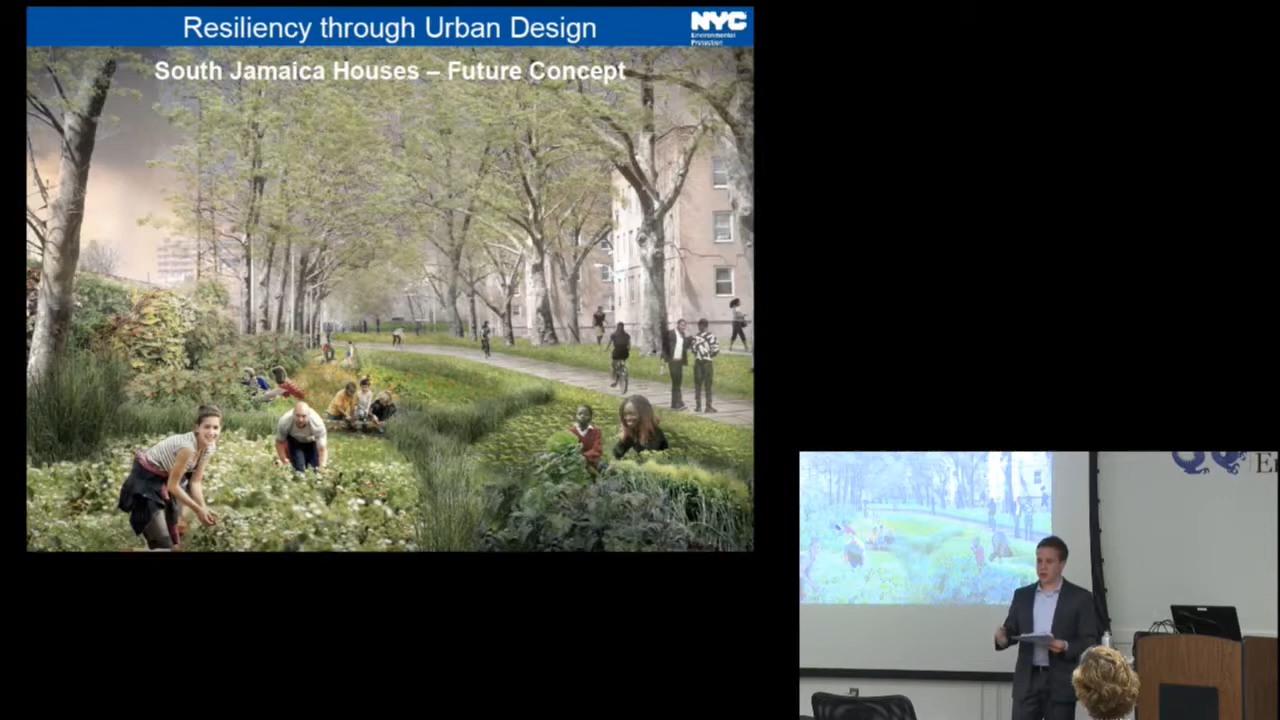 Resiliency through Urban Design
NYC
Environmental
Protection
South Jamaica Houses – Future Concept